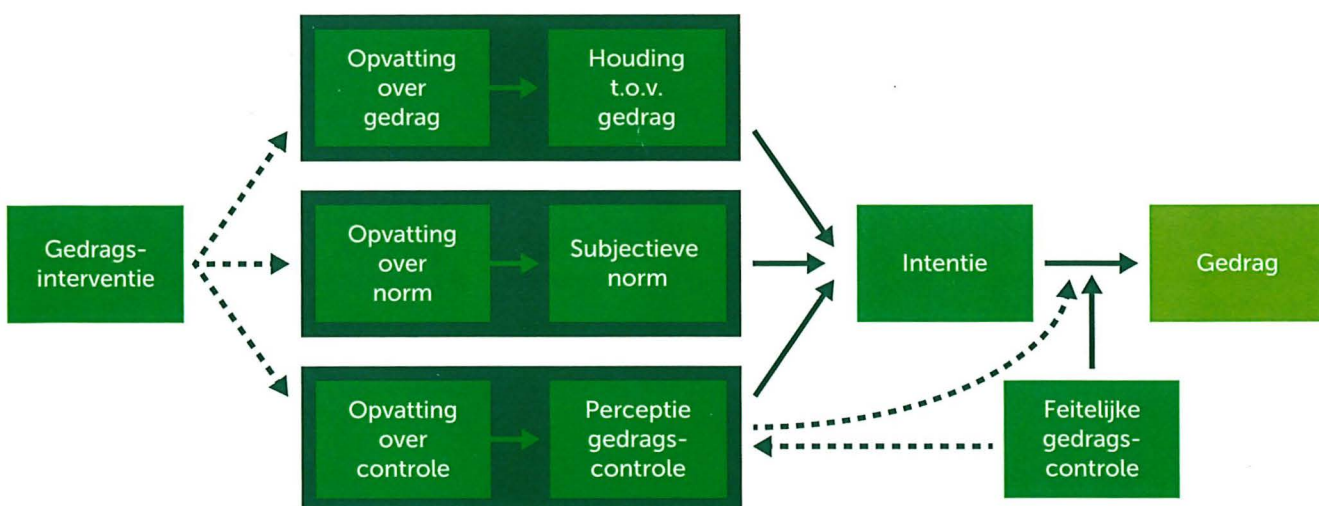 Gedrags-
interventie
Opvatting
over
gedrag
Houding
t.o.v.
gedrag
Opvatting
over
norm
Subjectieve
norm
Opvatting
over
controle
Perceptie
gedrags-
controle
Intentie
Gedrag
Feitelijke
gedrags-
controle